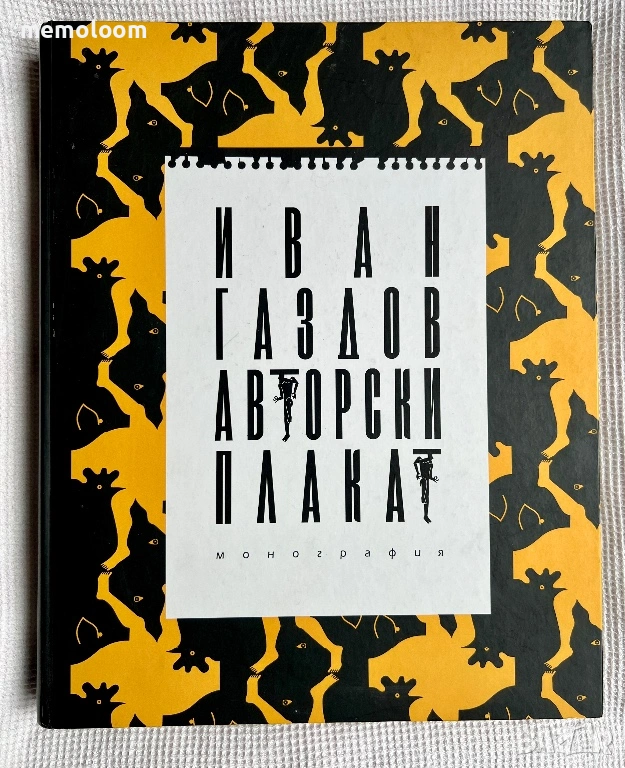 memoloom
ИВАН
ГАЗДОВ
АВТОРСКИ
ПЛАКАТ
монография